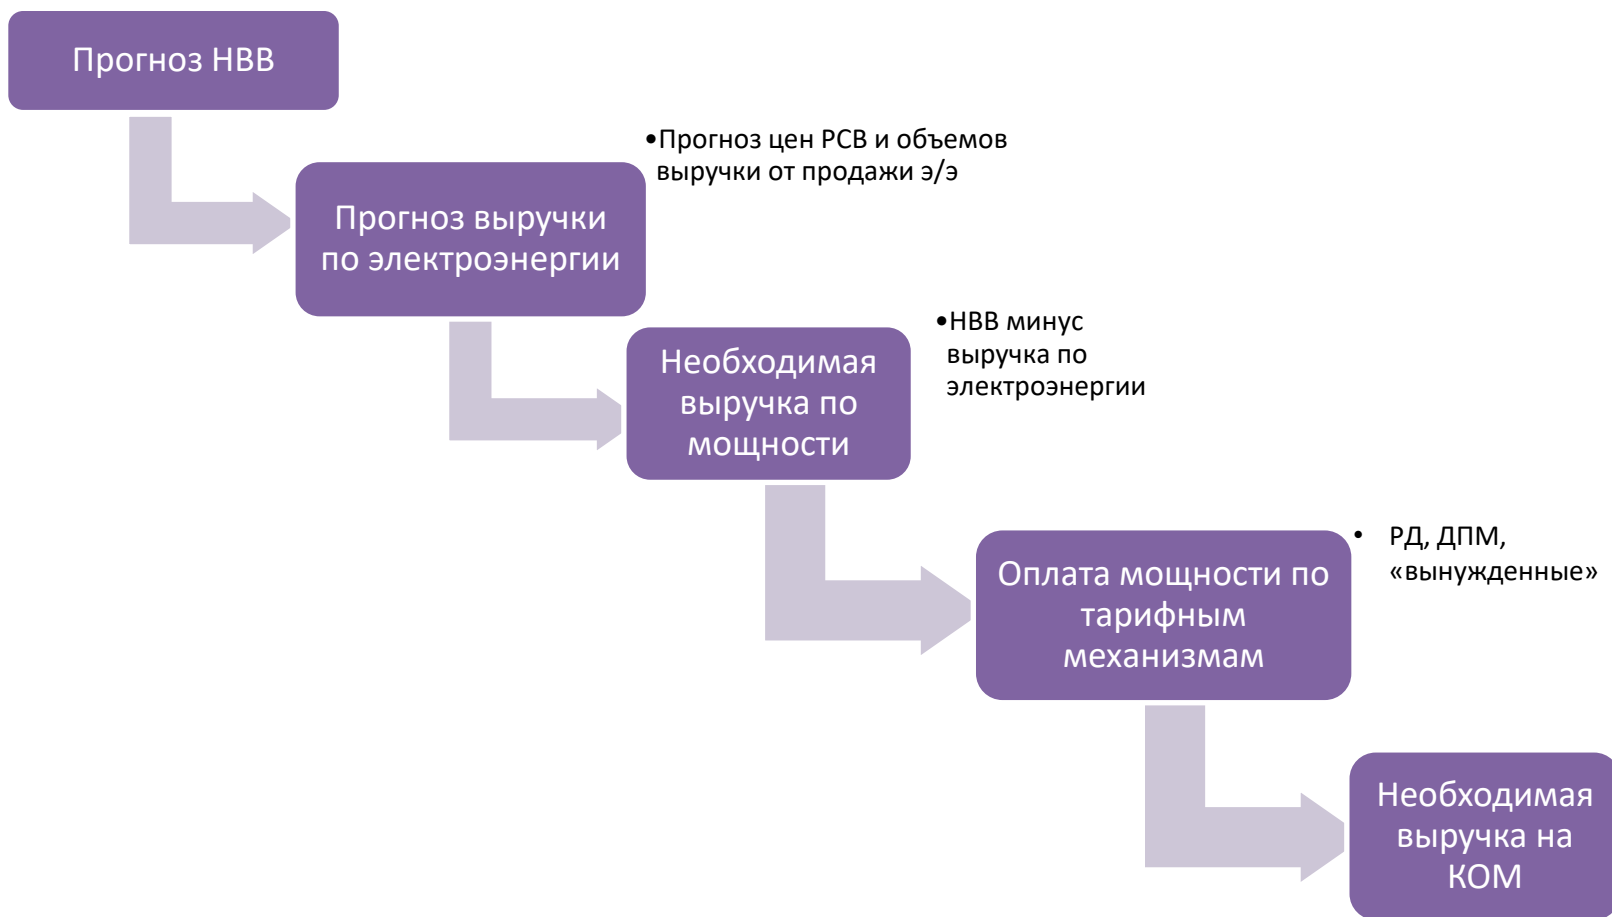 Прогноз НВВ
•Прогноз цен РСВ и объемов
выручки от продажи э/э
Прогноз выручки
по электроэнергии
•НВВ минус
выручка по
электроэнергии
Необходимая
выручка по
мощности
• РД, ДПМ,
«вынужденные»
Оплата мощности по
тарифным
механизмам
Необходимая
выручка на
КОМ